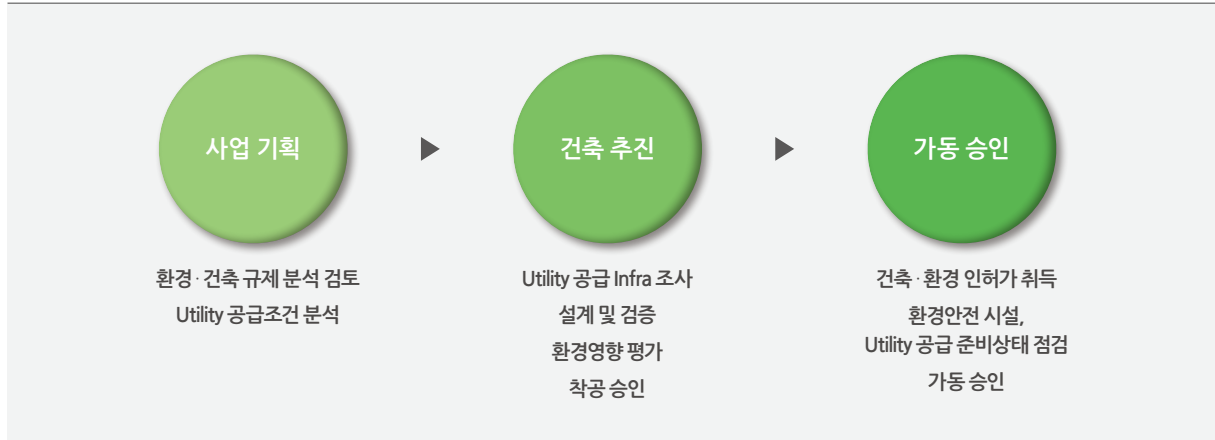 사업 기획
환경 · 건축 규제 분석 검토
Utility 공급조건 분석
건축 추진
Utility 공급 Infra 조사
설계 및 검증
환경영향 평가
착공 승인
가동 승인
건축 · 환경 인허가 취득
환경안전 시설,
Utility 공급 준비상태 점검
가동 승인